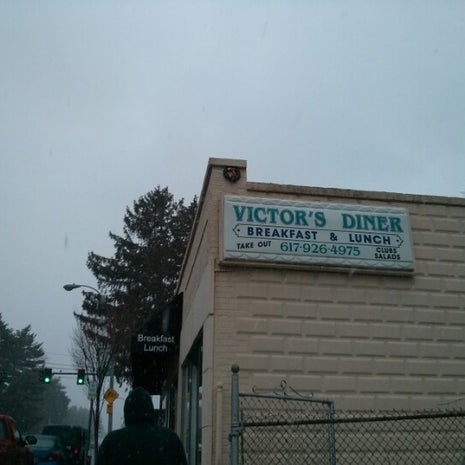 VICTOR'S DINER
BREAKFAST & LUNCH
TAKE OUT 617-926-4975 CLUBS SALADS
Breakfast
Lunch